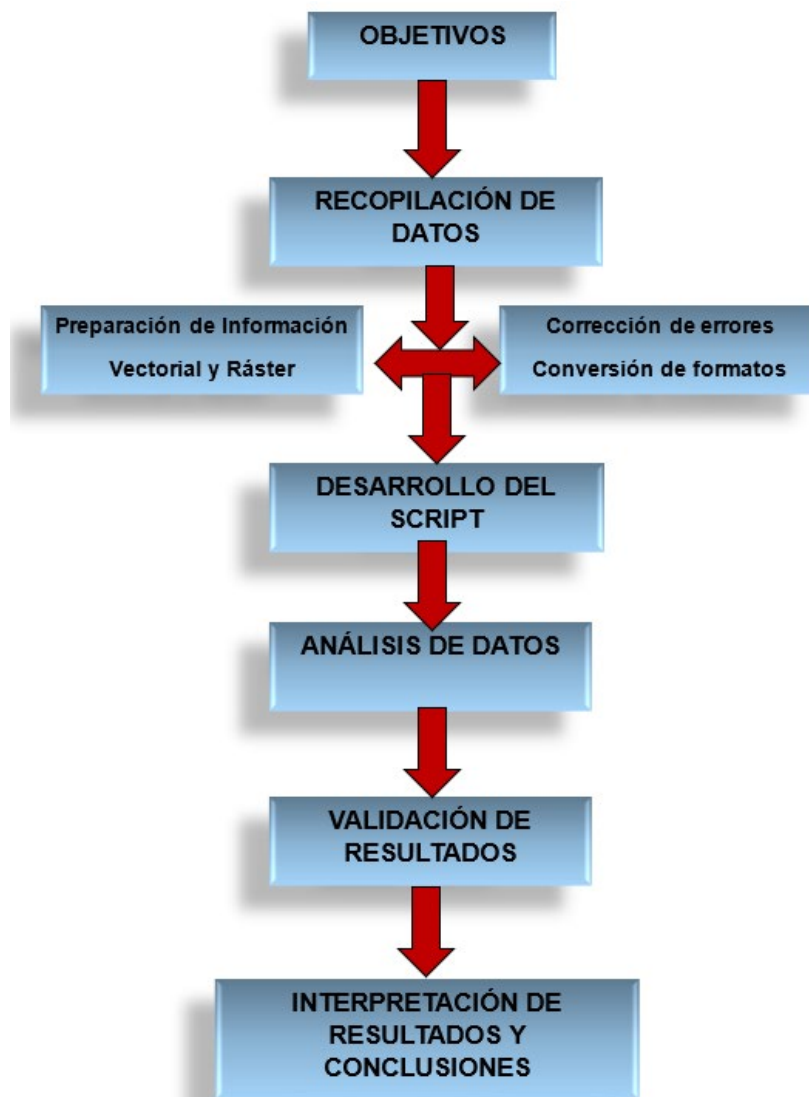 OBJETIVOS
RECOPILACIÓN DE
DATOS
Preparación de Información
Vectorial y Ráster
Corrección de errores
Conversión de formatos
DESARROLLO DEL
SCRIPT
ANÁLISIS DE DATOS
VALIDACIÓN DE
RESULTADOS
INTERPRETACIÓN DE
RESULTADOS Y
CONCLUSIONES